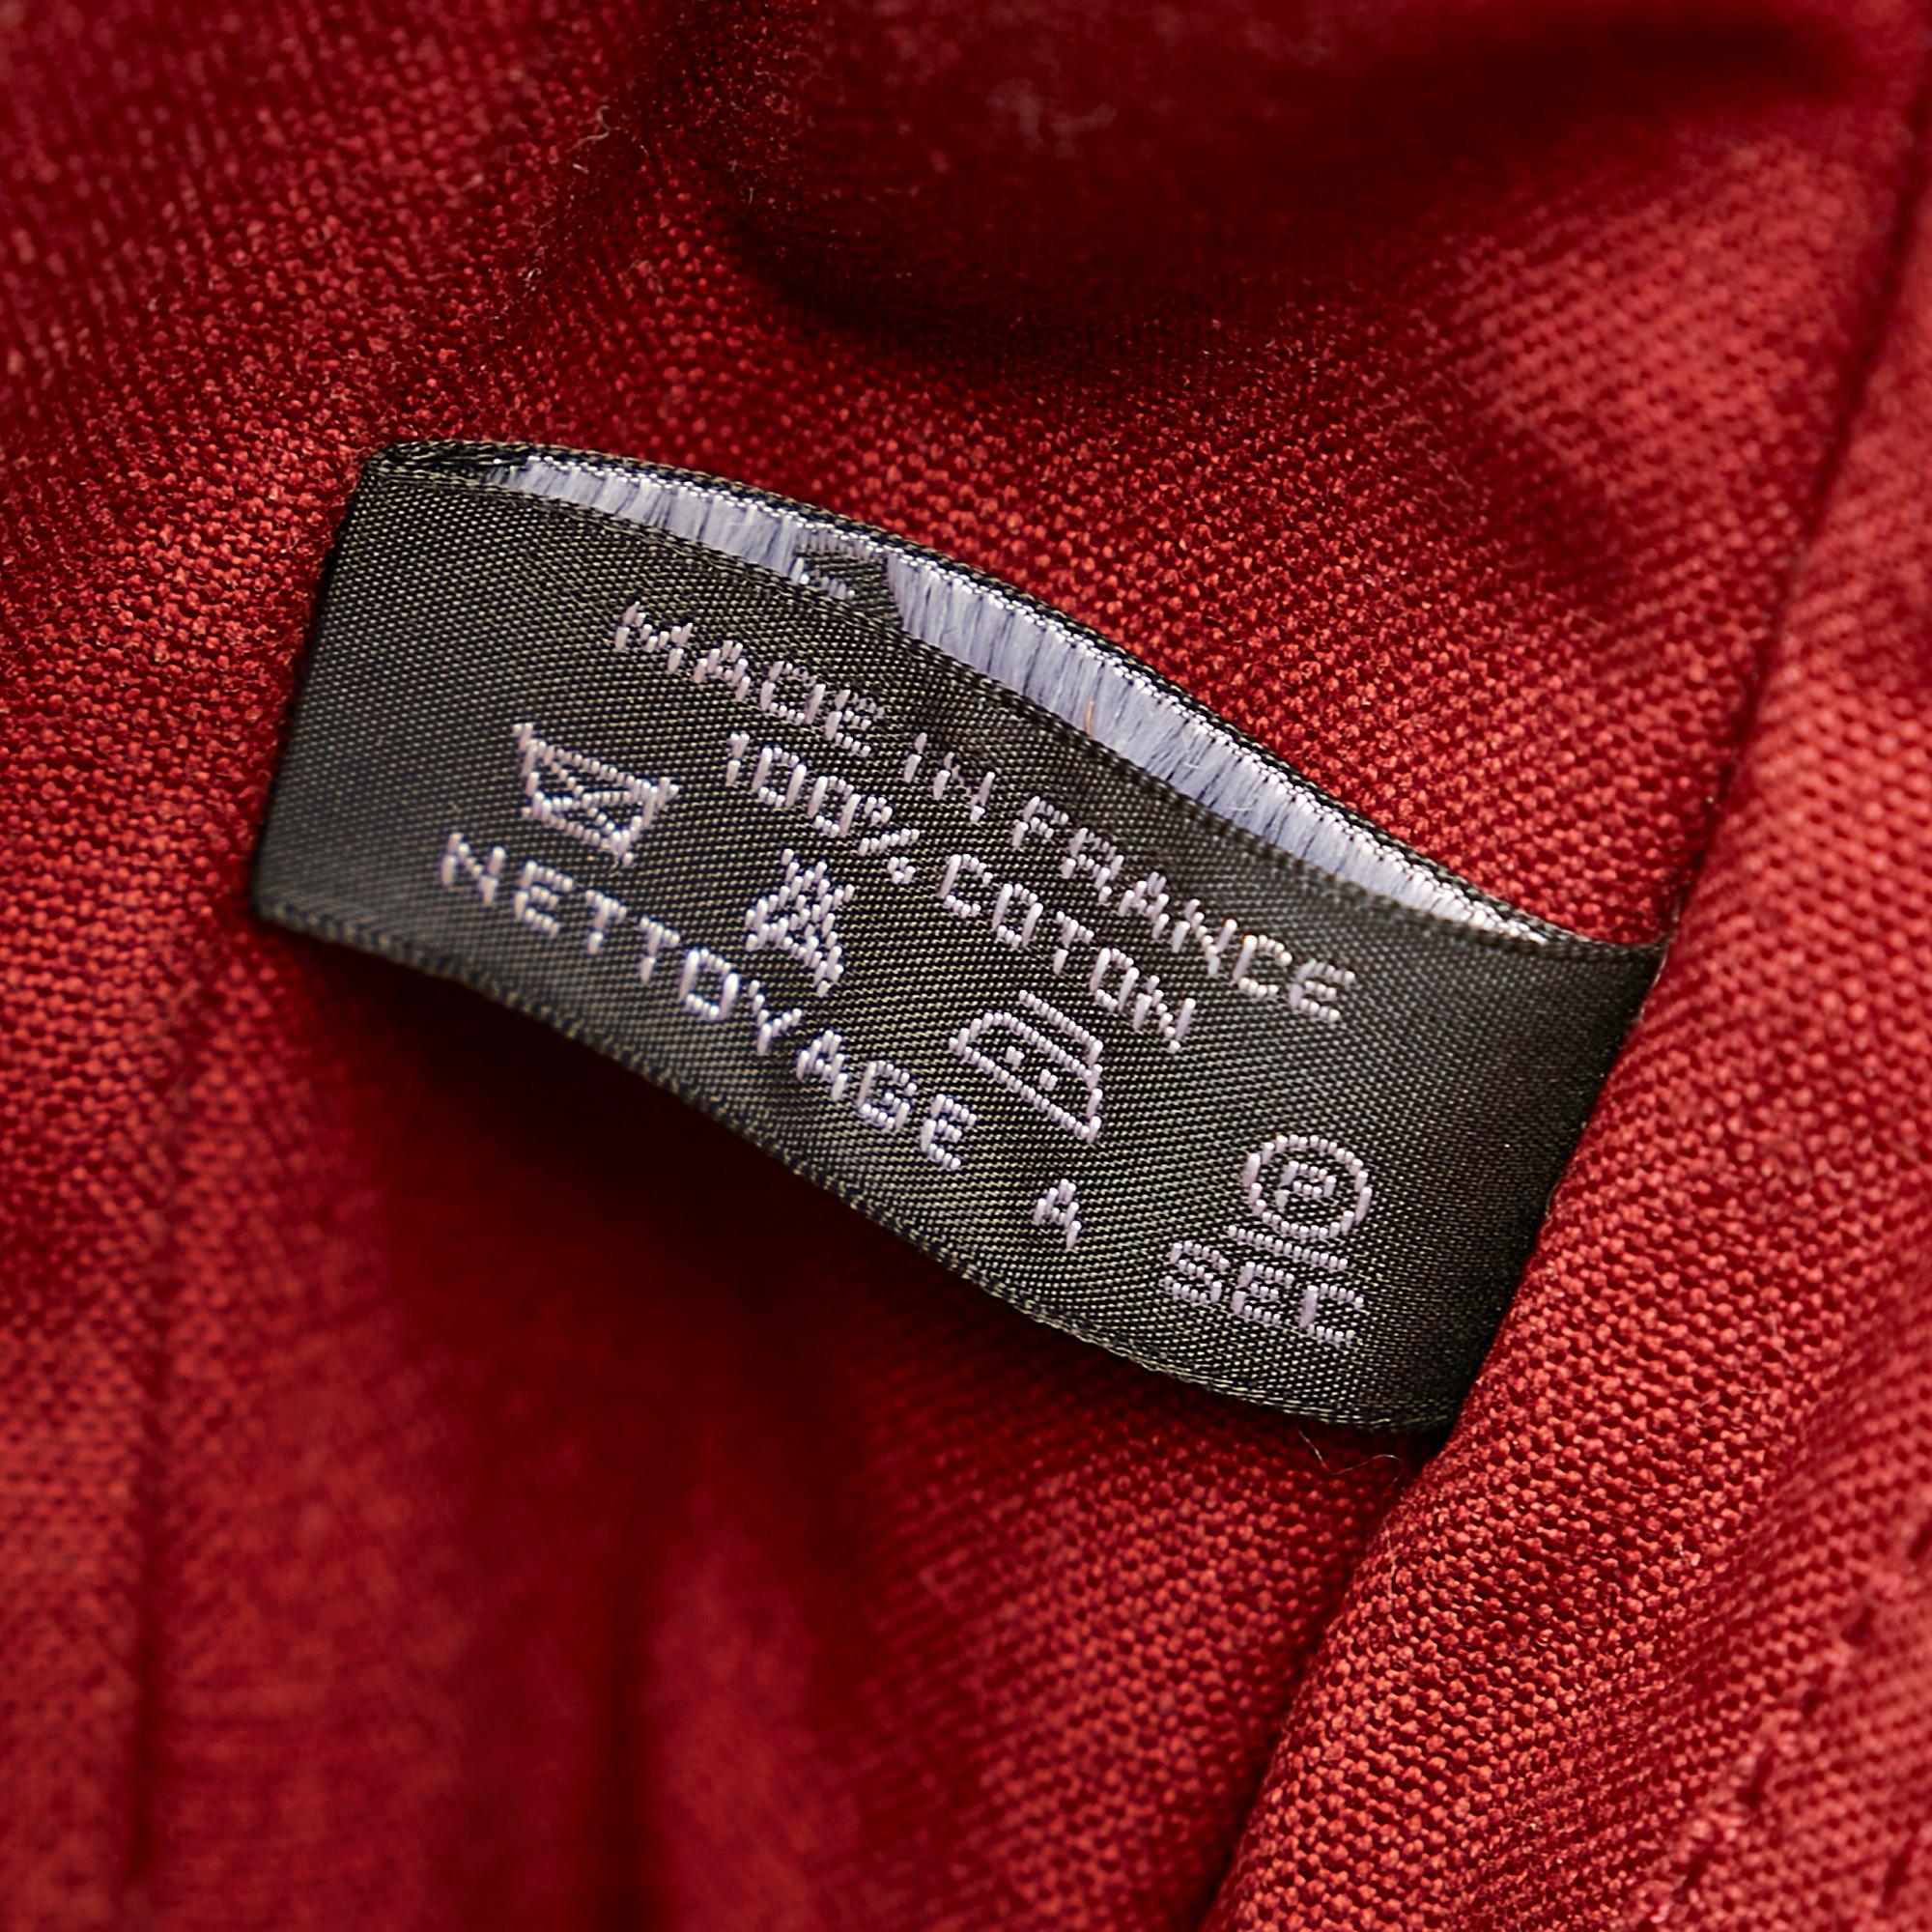 MADE IN FRANCE
100% COTON
P
NETTOYAGE A SEC